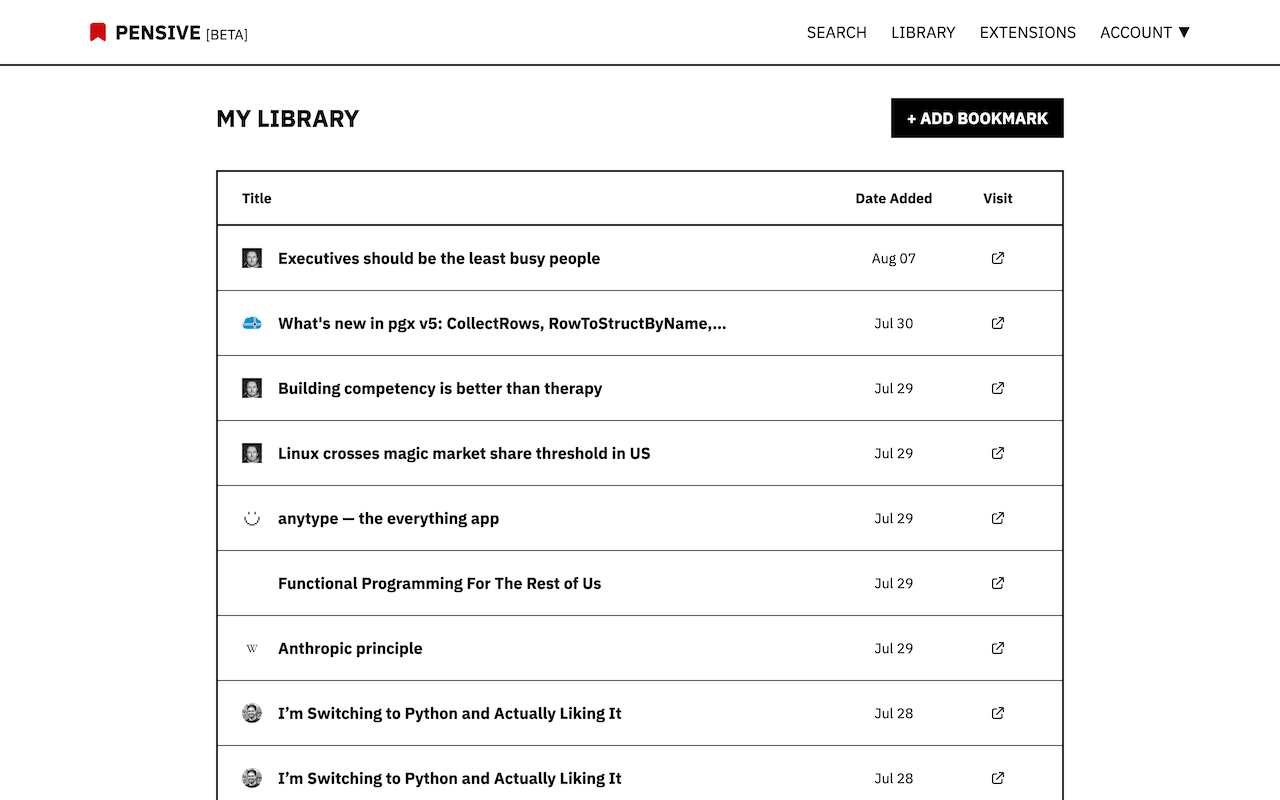 PENSIVE [BETA] SEARCH LIBRARY EXTENSIONS ACCOUNT ▼
MY LIBRARY + ADD BOOKMARK
Title Date Added Visit
Executives should be the least busy people Aug 07
What's new in pgx v5: CollectRows, RowToStructByName,... Jul 30
Building competency is better than therapy Jul 29
Linux crosses magic market share threshold in US Jul 29
anytype — the everything app Jul 29
Functional Programming For The Rest of Us Jul 29
W Anthropic principle Jul 29
I’m Switching to Python and Actually Liking It Jul 28
I’m Switching to Python and Actually Liking It Jul 28